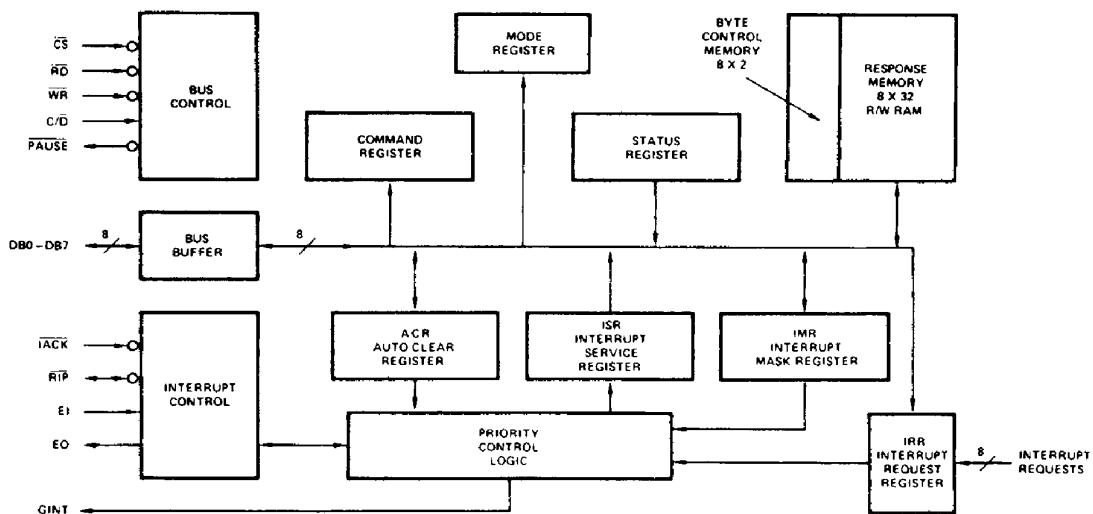 CS
RD
WR
C/D
PAUSE
BUS
CONTROL
MODE
REGISTER
COMMAND
REGISTER
STATUS
REGISTER
BYTE
CONTROL
MEMORY
8 X 2
RESPONSE
MEMORY
8 X 32
R/W RAM
DB0-DB7
8
BUS
BUFFER
8
ACR
AUTO CLEAR
REGISTER
ISR
INTERRUPT
SERVICE
REGISTER
IMR
INTERRUPT
MASK REGISTER
IACK
RIP
EI
EO
GINT
INTERRUPT
CONTROL
PRIORITY
CONTROL
LOGIC
IRR
INTERRUPT
REQUEST
REGISTER
8
INTERRUPT
REQUESTS